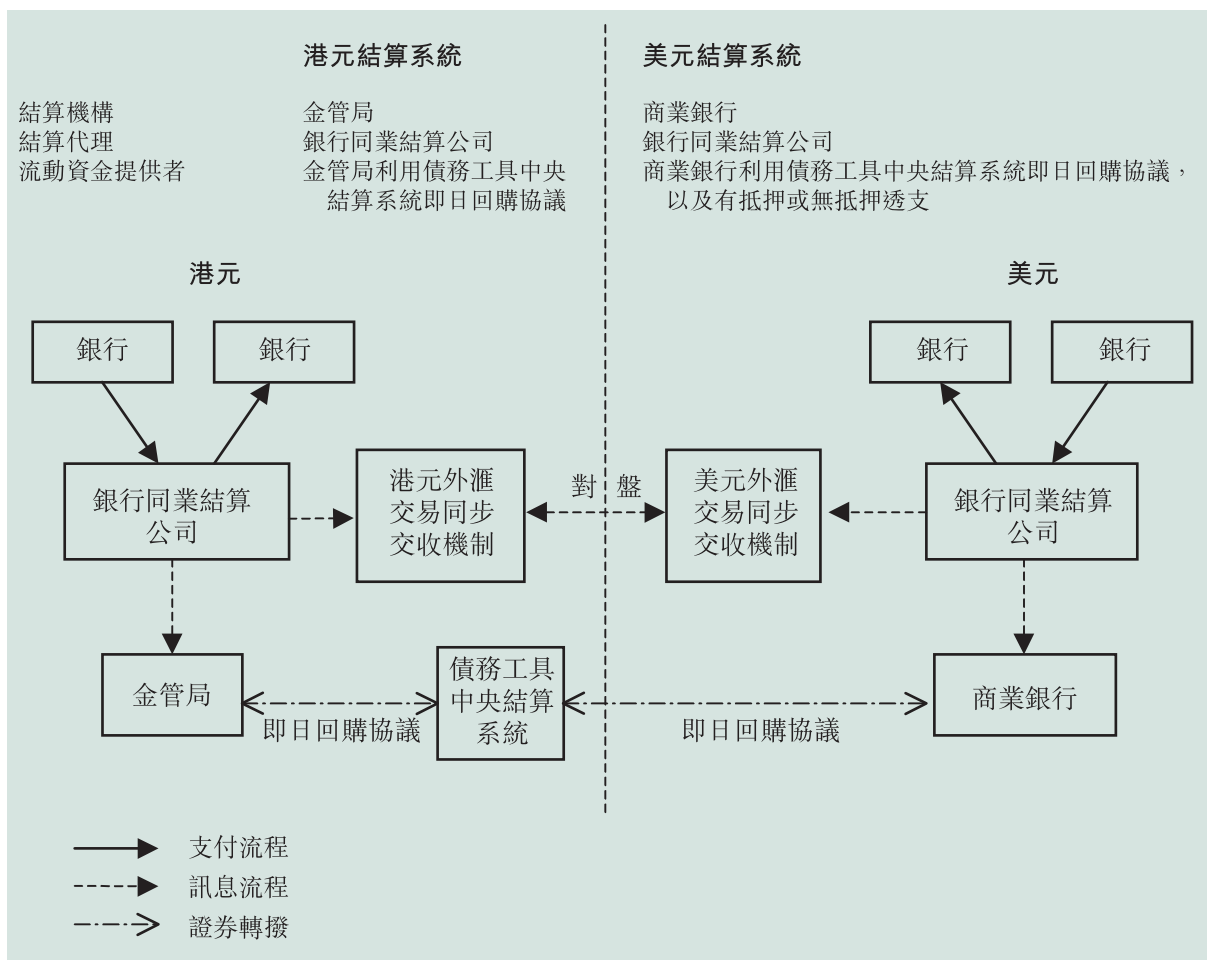 港元結算系統
美元結算系統
結算機構
金管局
商業銀行
結算代理
銀行同業結算公司
銀行同業結算公司
流動資金提供者
金管局利用債務工具中央
結算系統即日回購協議
商業銀行利用債務工具中央結算系統即日回購協議，
以及有抵押或無抵押透支
港元
美元
銀行
銀行
銀行
銀行
銀行同業結算
公司
港元外匯
交易同步
交收機制
對盤
美元外匯
交易同步
交收機制
銀行同業結算
公司
金管局
即日回購協議
債務工具
中央結算
系統
即日回購協議
商業銀行
支付流程
訊息流程
證券轉撥